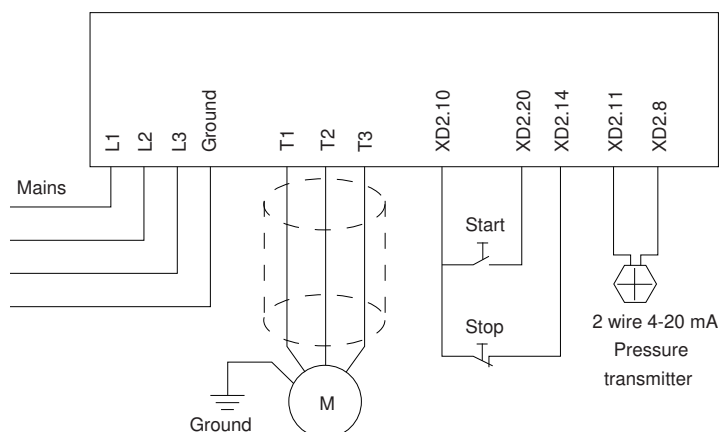 L1
L2
L3
Ground
T1
T2
T3
XD2.10
XD2.20
XD2.14
XD2.11
XD2.8
Mains
Start
Stop
2 wire 4-20 mA
Pressure
transmitter
M
Ground